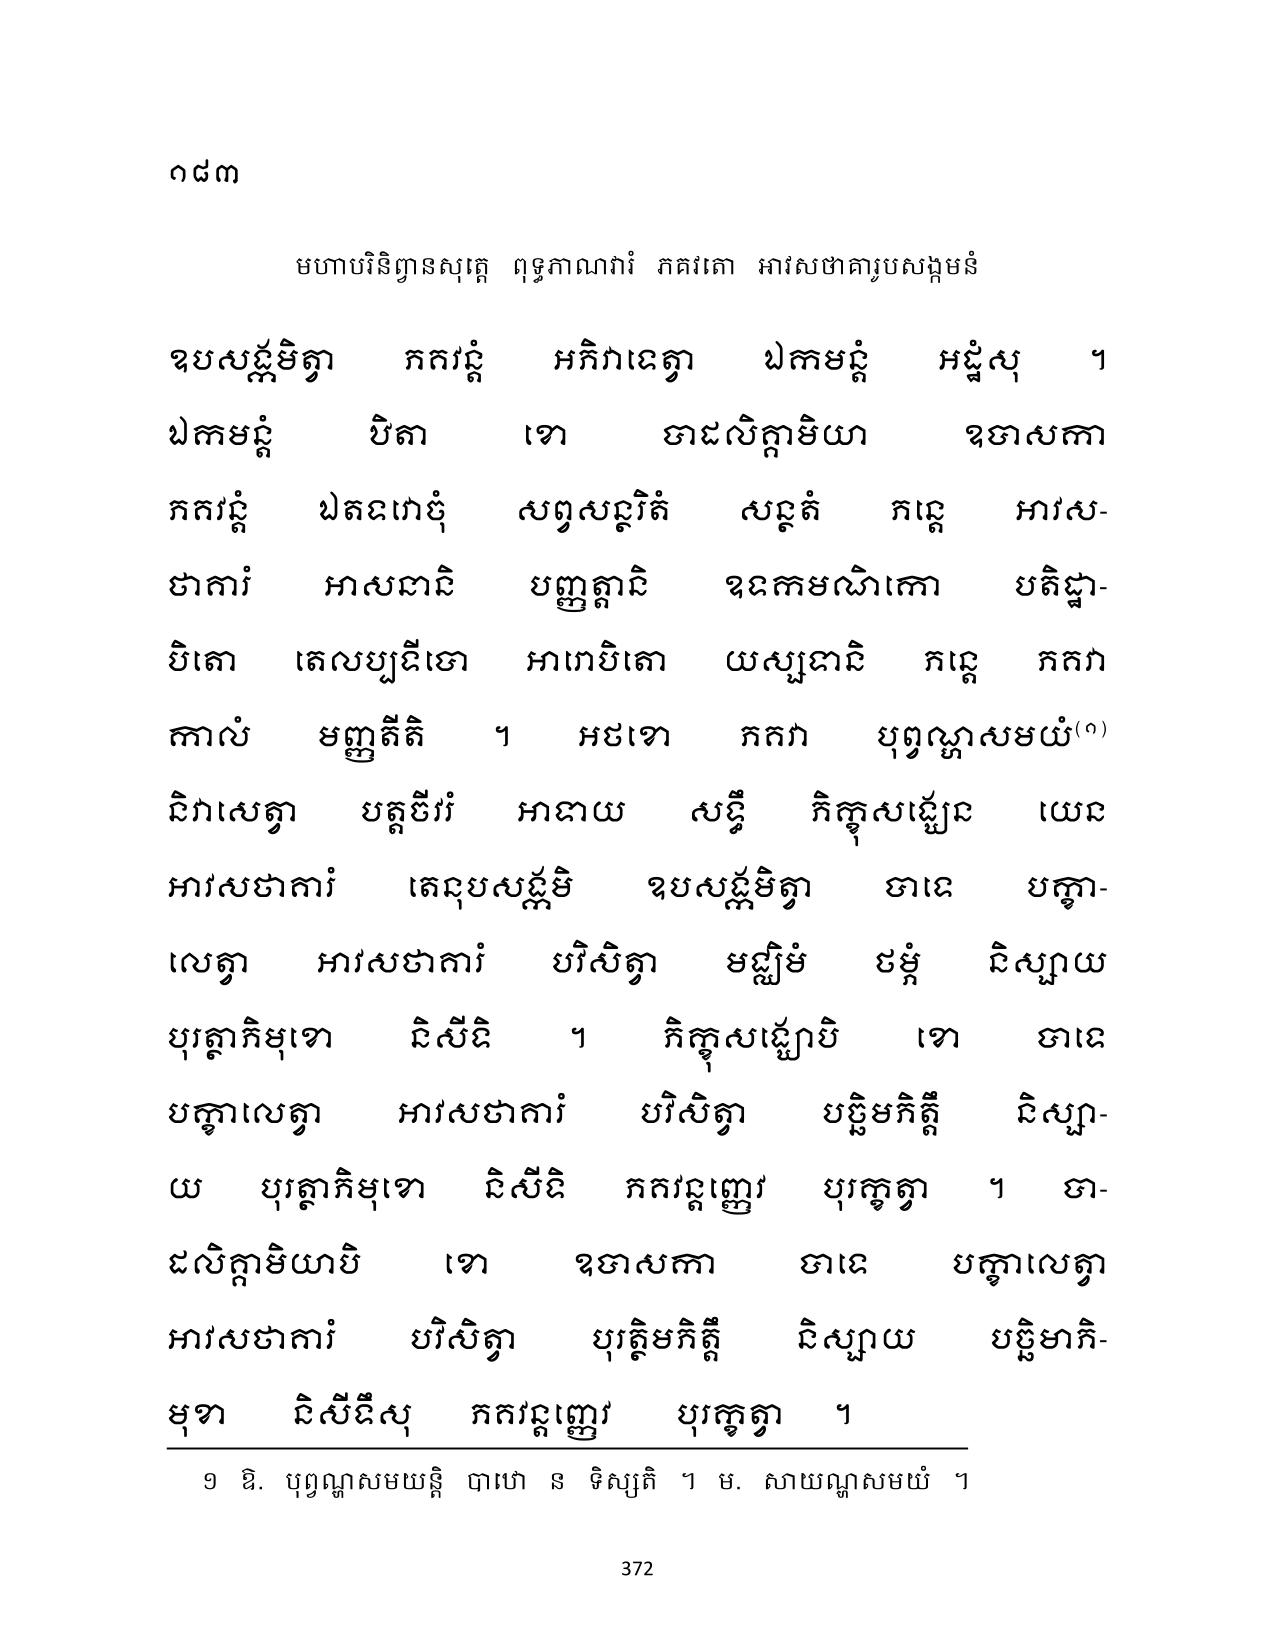 ១៨៣
មហាបរិនិព្វានសុត្តេ ពុទ្ធភាណវារំ ភគវតោ អាវសថាគារូបសង្កមនំ
ឧបសង្កមិត្វា ភគវន្តំ អភិវាទេត្វា ឯកមន្តំ អដ្ឋំសុ ។
ឯកមន្តំ ឋិតា ខោ បាដលិគ្គាមិយា ឧបាសកា
ភគវន្តំ ឯតទវោចុំ សព្វសន្ថរិតំ សន្ថតំ ភន្តេ អាវស-
ថាគារំ អាសនានិ បញ្ញត្តានិ ឧទកមណិកោ បតិដ្ឋា-
បិតោ តេលប្បទីបោ អារោបិតោ យស្សទានិ ភន្តេ ភគវា
កាលំ មញ្ញតីតិ ។ អថខោ ភគវា បុព្វណ្ហសមយំ(១)
និវាសេត្វា បត្តចីវរំ អាទាយ សទ្ធឹ ភិក្ខុសង្ឃេន យេន
អាវសថាគារំ តេនុបសង្កមិ ឧបសង្កមិត្វា បាទេ បក្ខា-
លេត្វា អាវសថាគារំ បវិសិត្វា មជ្ឈិមំ ថម្ភំ និស្សាយ
បុរត្ថាភិមុខោ និសីទិ ។ ភិក្ខុសង្ឃោបិ ខោ បាទេ
បក្ខាលេត្វា អាវសថាគារំ បវិសិត្វា បច្ឆិមភិត្តឹ និស្សា-
យ បុរត្ថាភិមុខោ និសីទិ ភគវន្តញ្ញេវ បុរក្ខត្វា ។ បា-
ដលិគ្គាមិយាបិ ខោ ឧបាសកា បាទេ បក្ខាលេត្វា
អាវសថាគារំ បវិសិត្វា បុរត្ថិមភិត្តឹ និស្សាយ បច្ឆិមាភិ-
មុខា និសីទឹសុ ភគវន្តញ្ញេវ បុរក្ខត្វា ។
១ ឱ. បុព្វណ្ហសមយន្តិ បាឋោ ន ទិស្សតិ ។ ម. សាយណ្ហសមយំ ។
372